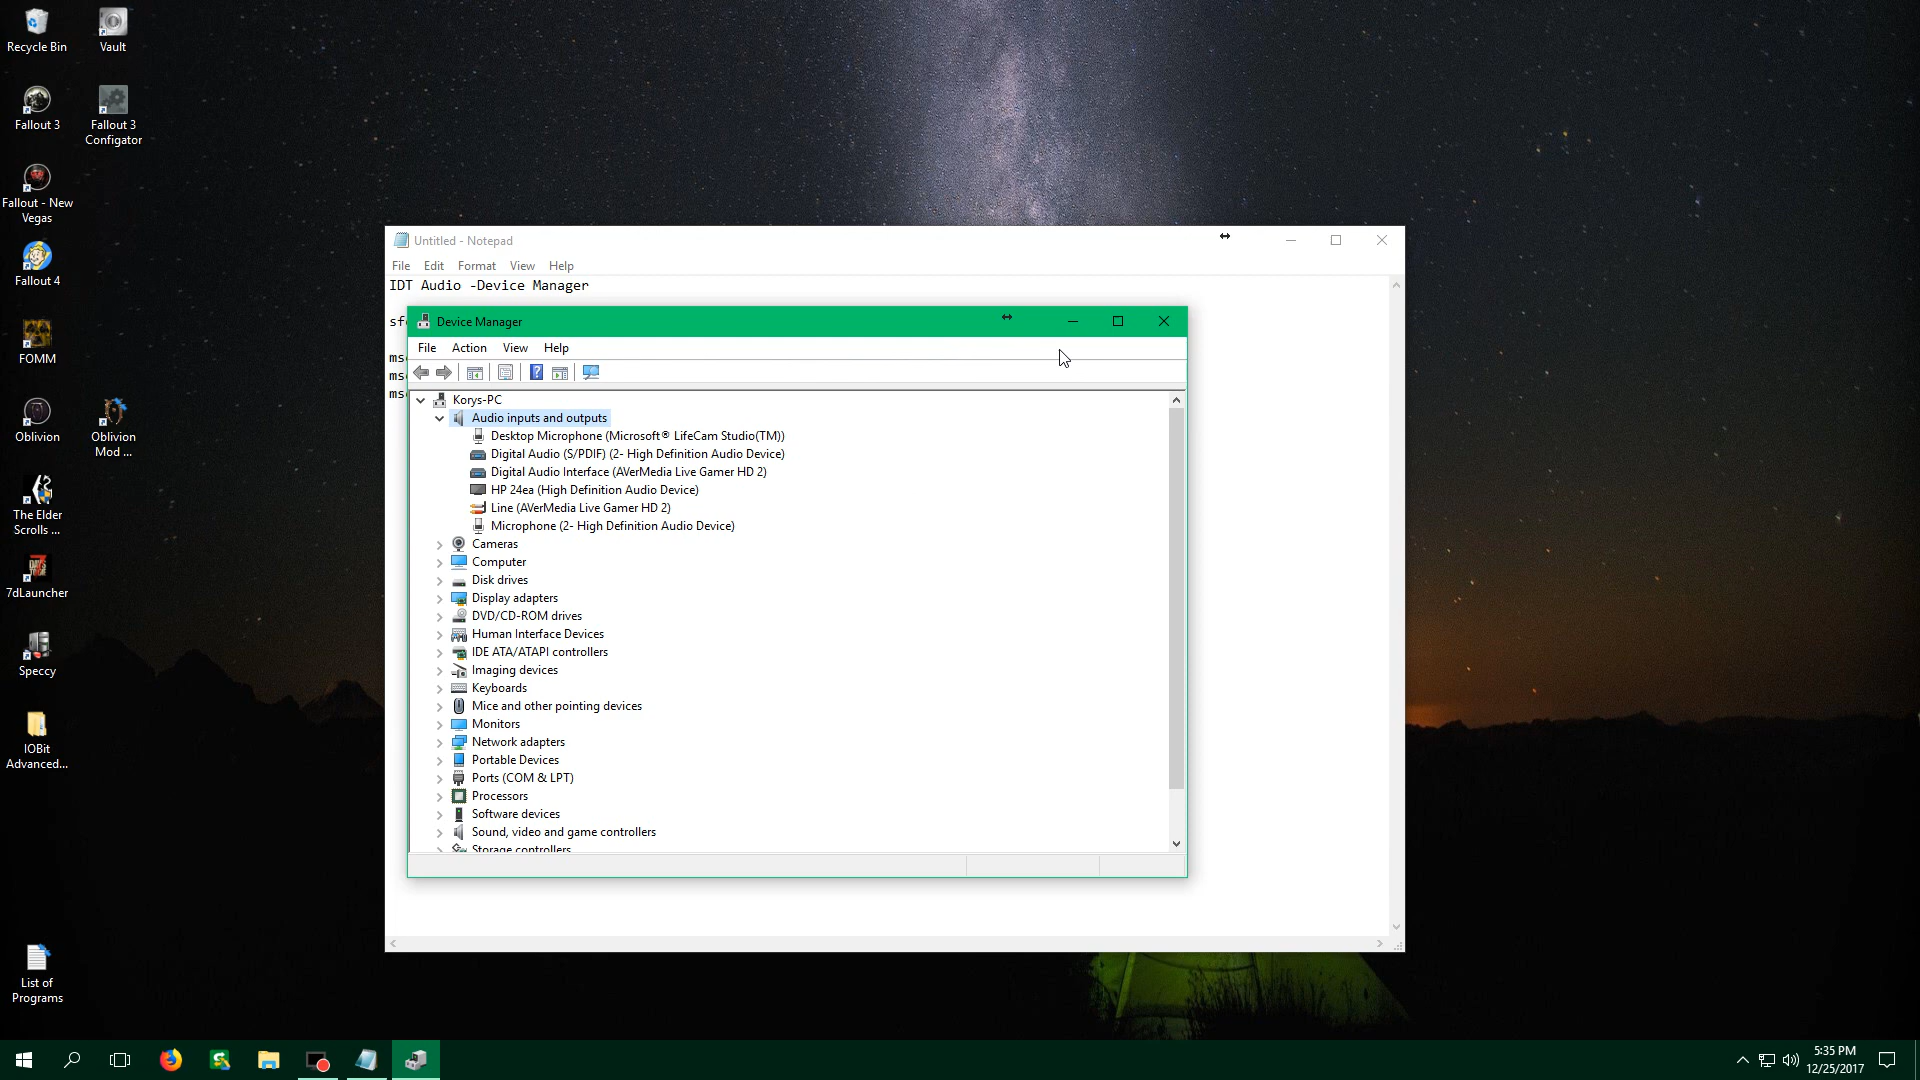 Recycle Bin
Vault
Fallout 3
Fallout 3
Configator
Fallout - New
Vegas
Fallout 4
FOMM
Oblivion
Oblivion
Mod ...
The Elder
Scrolls ...
7dLauncher
Speccy
IOBit
Advanced...
List of
Programs
Untitled - Notepad
File Edit Format View Help
IDT Audio -Device Manager
Device Manager
File Action View Help
Korys-PC
Audio inputs and outputs
Desktop Microphone (Microsoft® LifeCam Studio(TM))
Digital Audio (S/PDIF) (2- High Definition Audio Device)
Digital Audio Interface (AVerMedia Live Gamer HD 2)
HP 24ea (High Definition Audio Device)
Line (AVerMedia Live Gamer HD 2)
Microphone (2- High Definition Audio Device)
Cameras
Computer
Disk drives
Display adapters
DVD/CD-ROM drives
Human Interface Devices
IDE ATA/ATAPI controllers
Imaging devices
Keyboards
Mice and other pointing devices
Monitors
Network adapters
Portable Devices
Ports (COM & LPT)
Processors
Software devices
Sound, video and game controllers
Storage controllers
5:35 PM
12/25/2017